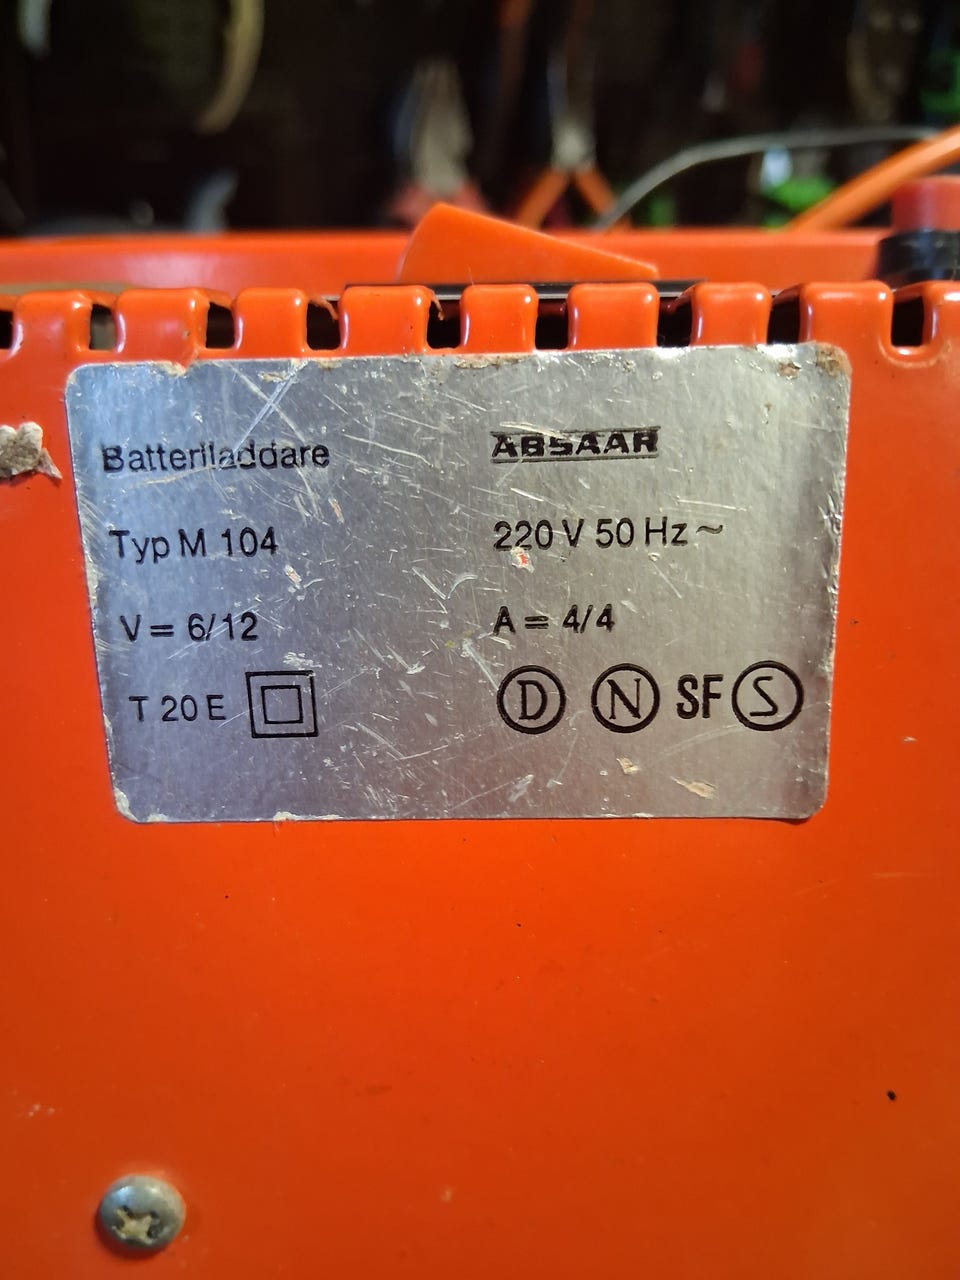 Batteriladdare ABSAAR
Typ M 104 220 V 50 Hz ~
V = 6/12 A = 4/4
T 20 E D N SF S